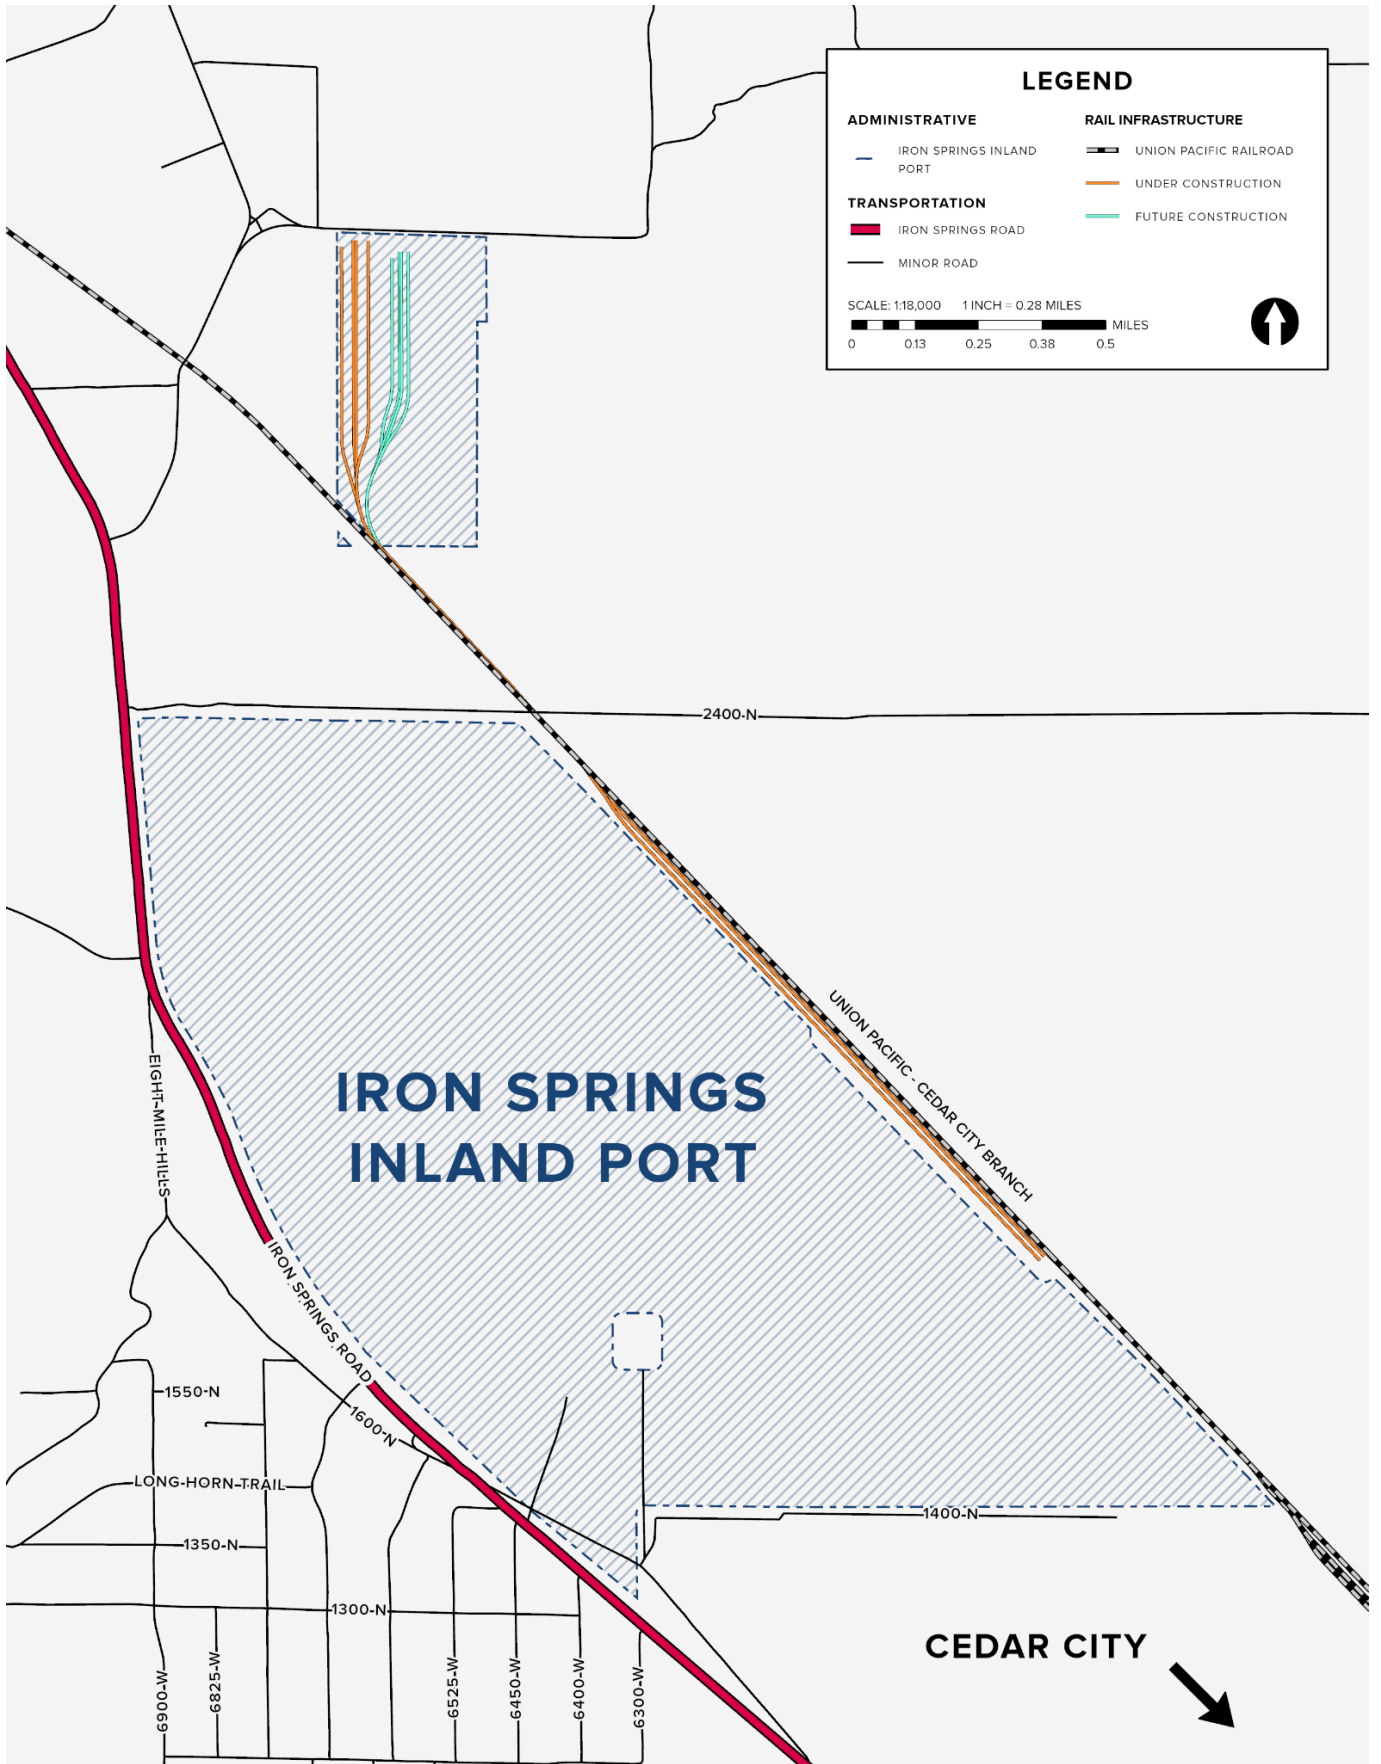 LEGEND
ADMINISTRATIVE
IRON SPRINGS INLAND
PORT
TRANSPORTATION
IRON SPRINGS ROAD
MINOR ROAD
RAIL INFRASTRUCTURE
UNION PACIFIC RAILROAD
UNDER CONSTRUCTION
FUTURE CONSTRUCTION
SCALE: 1:18,000 1 INCH = 0.28 MILES
MILES
0 0.13 0.25 0.38 0.5
2400 N
UNION PACIFIC - CEDAR CITY BRANCH
EIGHT MILE HILLS
IRON SPRINGS
INLAND PORT
IRON SPRINGS ROAD
1550 N
1600 N
LONG HORN TRAIL
1400 N
1350 N
1300 N
6900 W
6825 W
6525 W
6450 W
6400 W
6300 W
CEDAR CITY